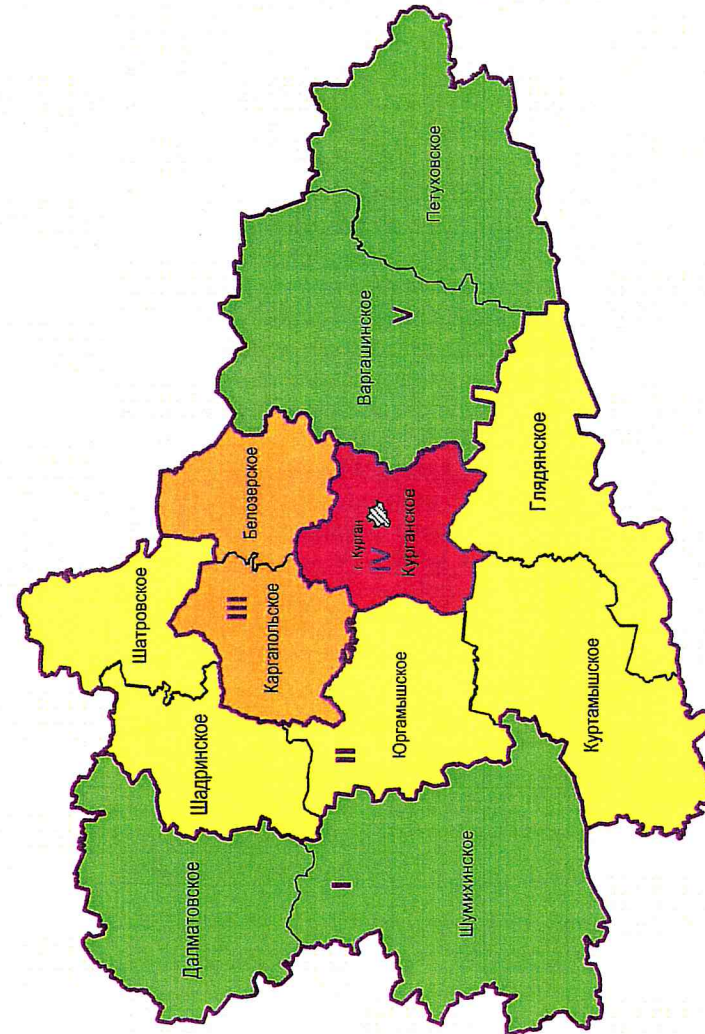 Шатровское
Шадринское
Далматовское
Белозерское
III
Каргапольское
Петуховское
Варгашинское
V
г. Курган
IV
Курганское
Юргамышское
II
I
Шумихинское
Глядянское
Куртамышское